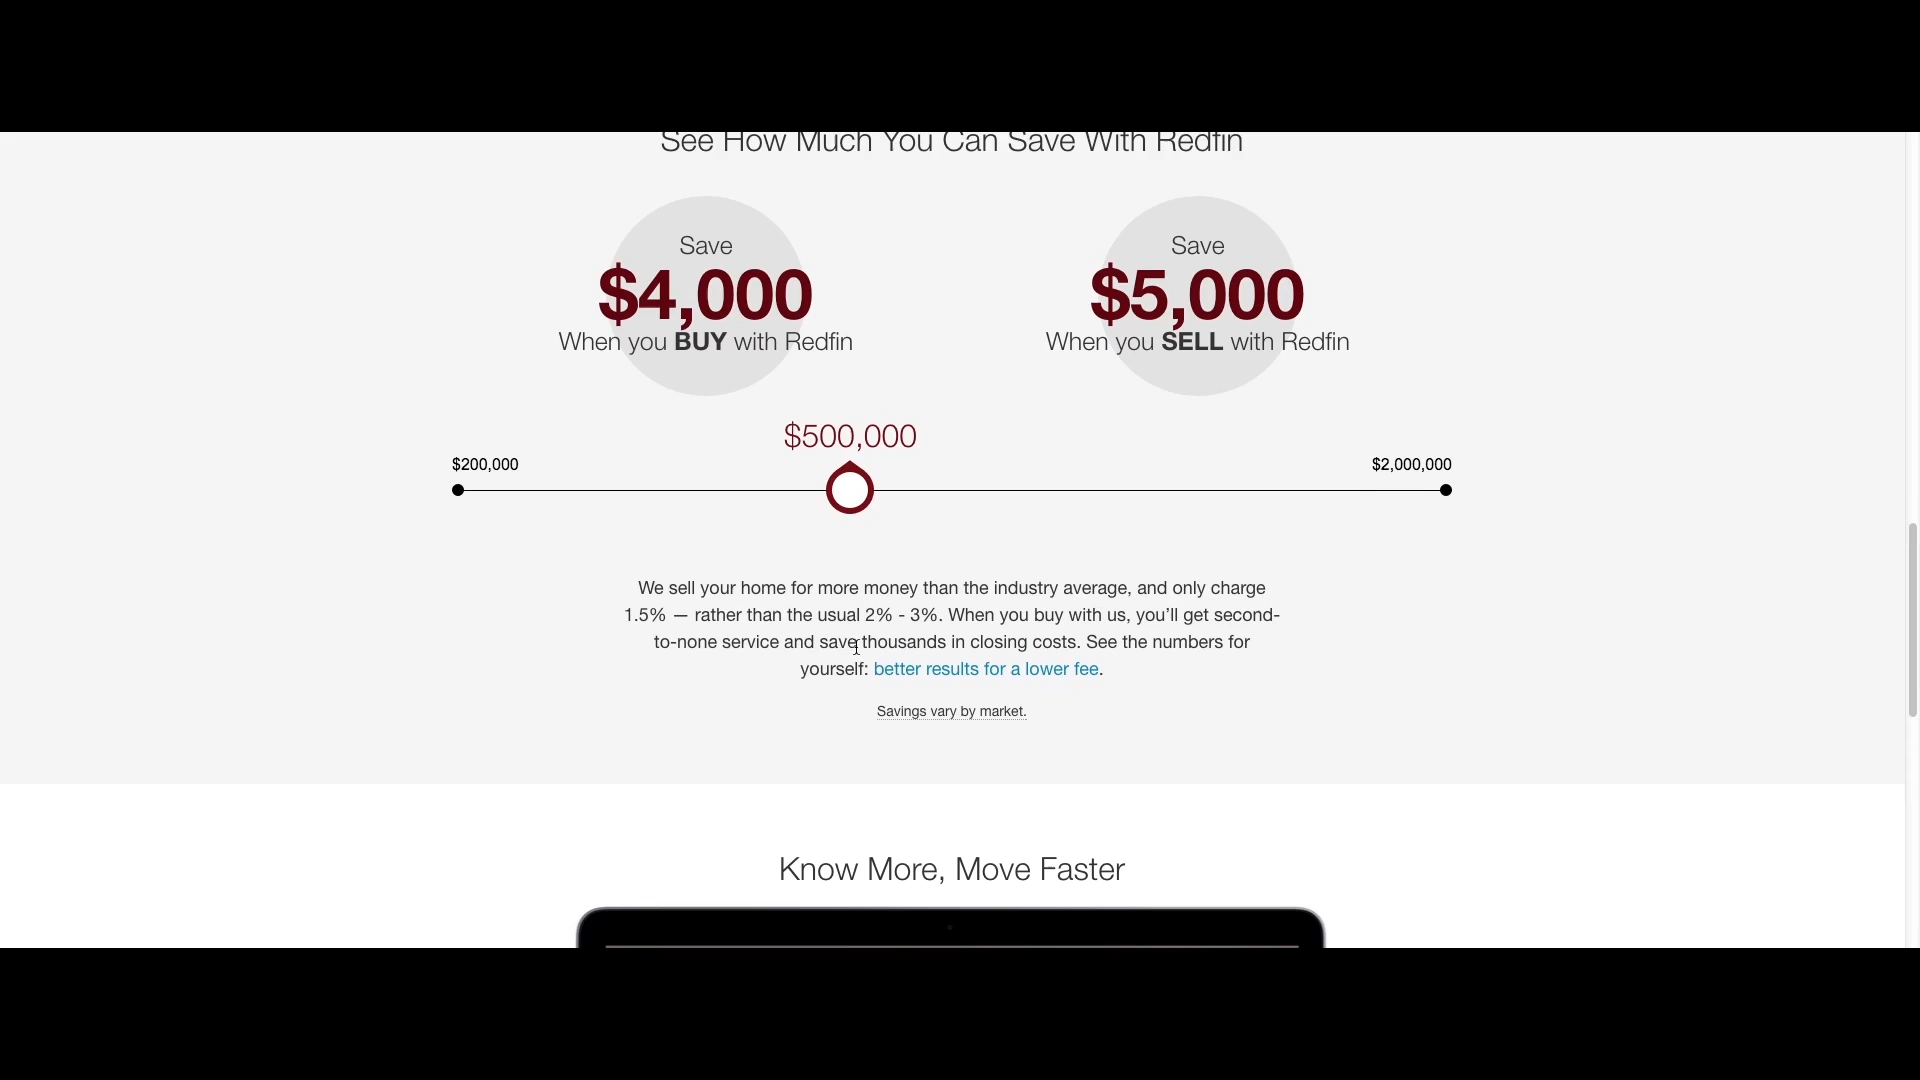 See How Much You Can Save With Redfin
Save
$4,000
When you BUY with Redfin
Save
$5,000
When you SELL with Redfin
$500,000
$200,000
$2,000,000
We sell your home for more money than the industry average, and only charge
1.5% — rather than the usual 2% - 3%. When you buy with us, you’ll get second-
to-none service and save thousands in closing costs. See the numbers for
yourself: better results for a lower fee.
Savings vary by market.
Know More, Move Faster